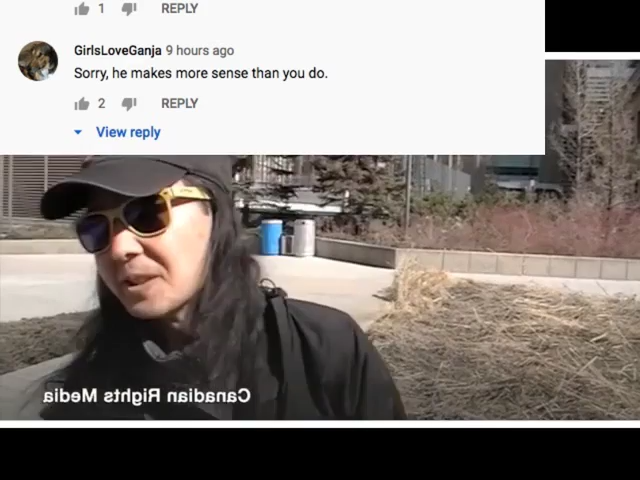 1 REPLY
GirlsLoveGanja 9 hours ago
Sorry, he makes more sense than you do.
2 REPLY
View reply
Canadian Rights Media